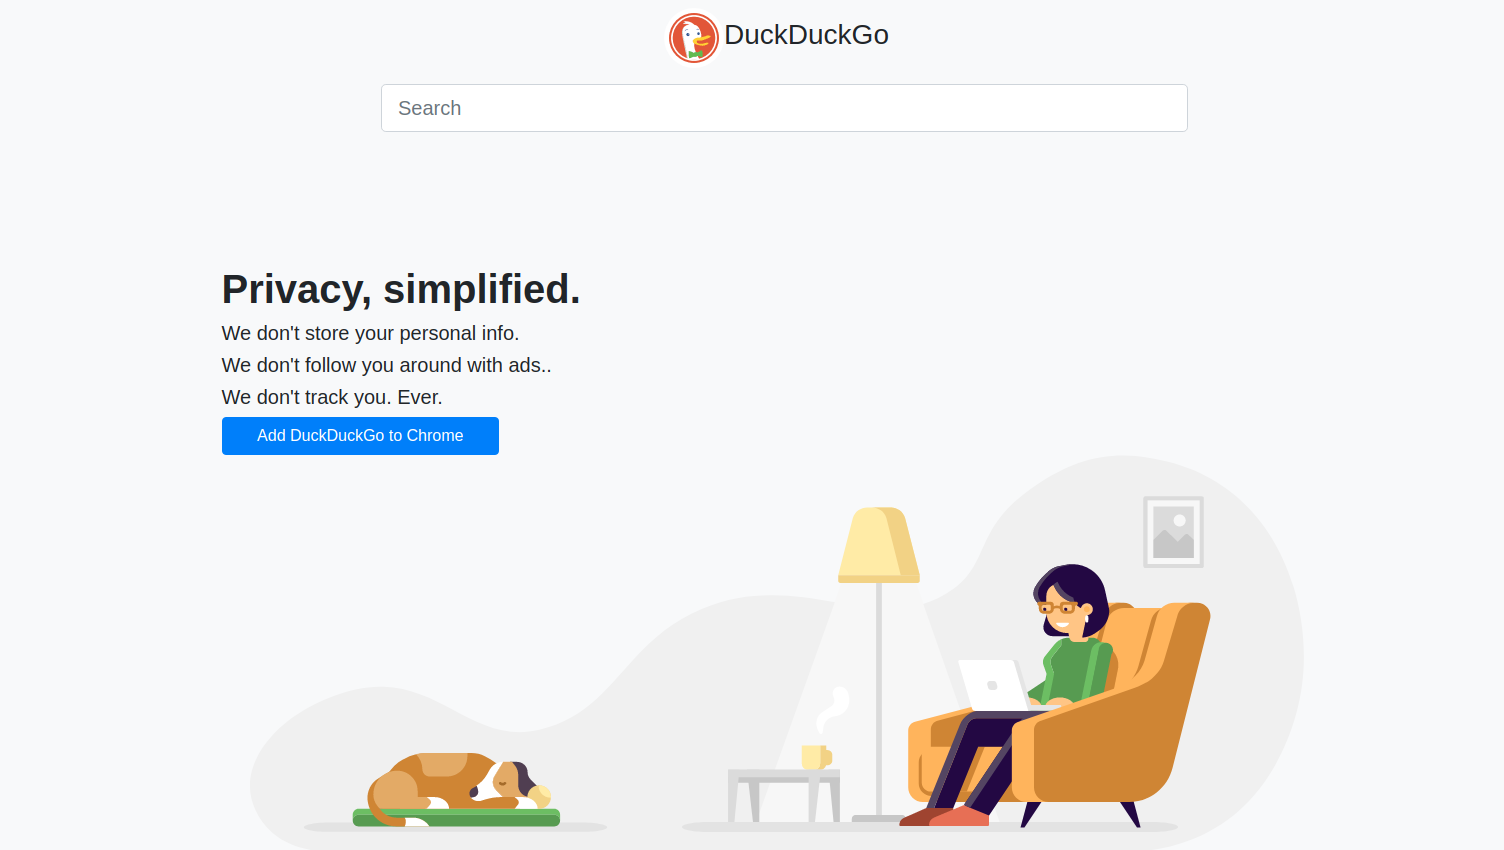 DuckDuckGo
Search
Privacy, simplified.
We don't store your personal info.
We don't follow you around with ads..
We don't track you. Ever.
Add DuckDuckGo to Chrome